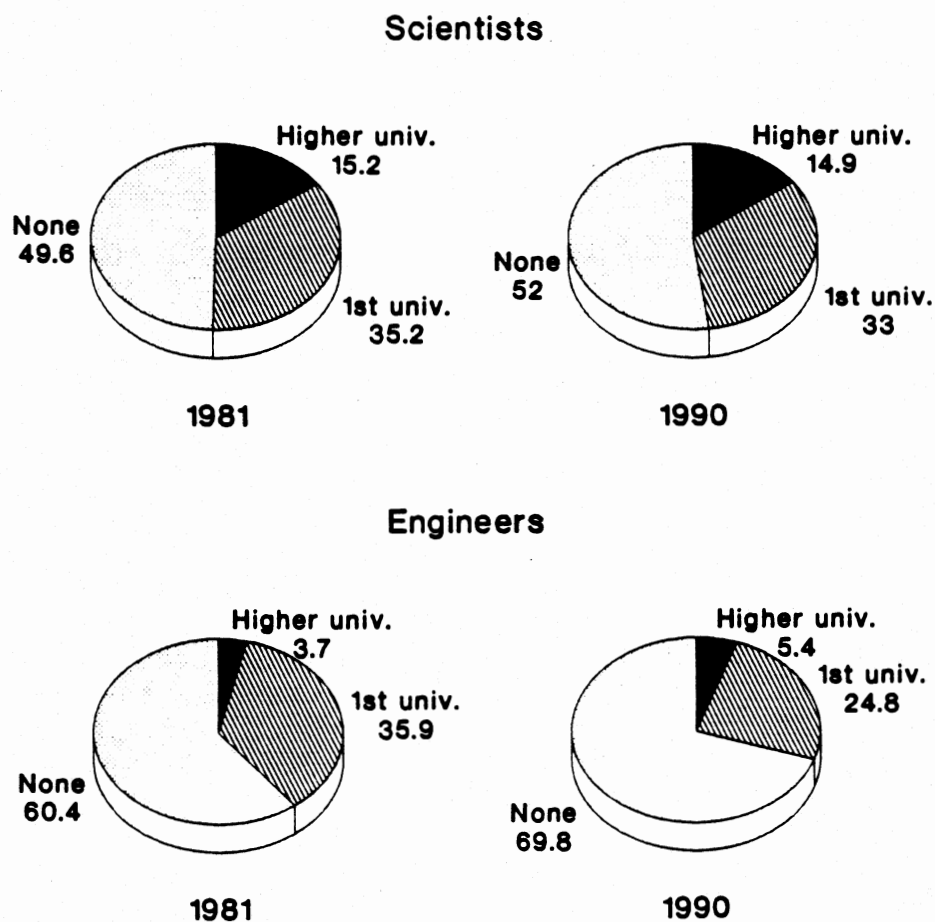 Scientists
Higher univ.
15.2
None
49.6
1st univ.
35.2
1981
Higher univ.
14.9
None
52
1st univ.
33
1990
Engineers
Higher univ.
3.7
1st univ.
35.9
None
60.4
1981
Higher univ.
5.4
1st univ.
24.8
None
69.8
1990